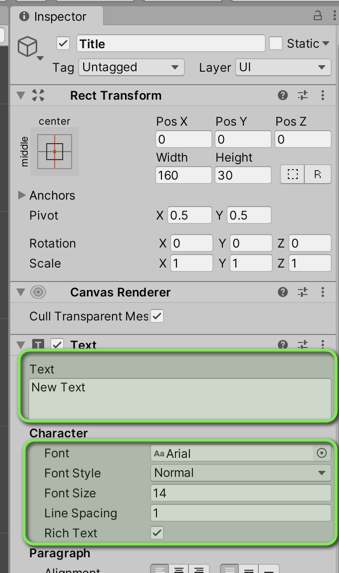 Inspector
Title Static
Tag Untagged Layer UI
Rect Transform
center
middle
Pos X Pos Y Pos Z
0 0 0
Width Height
160 30 R
Anchors
Pivot X 0.5 Y 0.5
Rotation X 0 Y 0 Z 0
Scale X 1 Y 1 Z 1
Canvas Renderer
Cull Transparent Mes
T Text
Text
New Text
Character
Font Aa Arial
Font Style Normal
Font Size 14
Line Spacing 1
Rich Text
Paragraph
Alignment